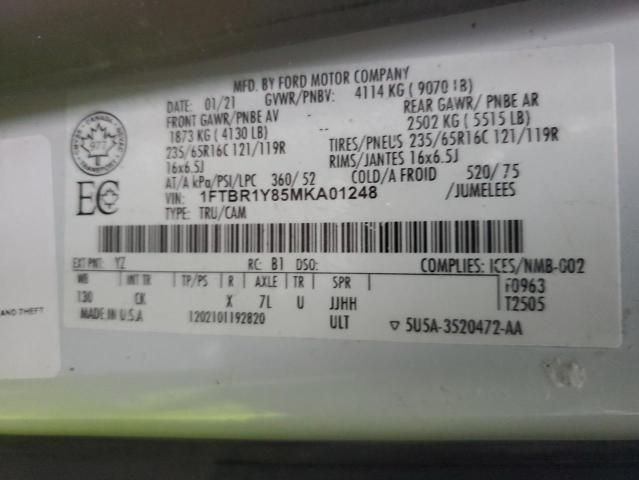 MFD. BY FORD MOTOR COMPANY
DATE: 01/21 GVWR/PNBV: 4114 KG ( 9070 LB)
FRONT GAWR/PNBE AV REAR GAWR/ PNBE AR
1873 KG ( 4130 LB) -- 2502 KG ( 5515 LB)
235/65R16C 121/119R TIRES/PNEUS 235/65R16C 121/119R
16x6.5J RIMS/JANTES 16x6.5J
AT/A kPa/PSI/LPC 360/ 52 COLD/A FROID 520/ 75
VIN: 1FTBR1Y85MKA01248 /JUMELEES
TYPE: TRU/CAM
CANADA
977
TRANSPORT
EC
EXT PNT: YZ RC: B1 DSO: COMPLIES: ICES/NMB-002
WB INT TR TP/PS R AXLE TR SPR F0963
130 CK X 7L U JJHH T2505
MADE IN U.S.A 1202101192820 ULT ▽ 5U5A-3520472-AA
AND THEFT